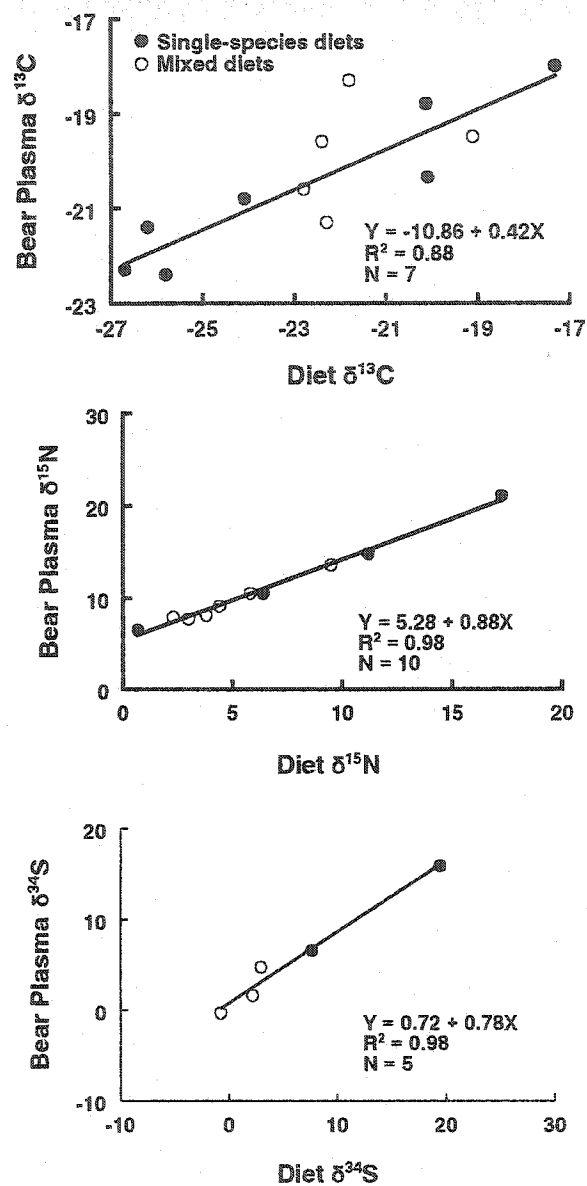 -17
● Single-species diets
○ Mixed diets
-19
-21
-23
Bear Plasma δ¹³C
Y = -10.86 + 0.42X
R² = 0.88
N = 7
-27 -25 -23 -21 -19 -17
Diet δ¹³C
30
20
10
0
Bear Plasma δ¹⁵N
Y = 5.28 + 0.88X
R² = 0.98
N = 10
0 5 10 15 20
Diet δ¹⁵N
20
10
0
-10
Bear Plasma δ³⁴S
Y = 0.72 + 0.78X
R² = 0.98
N = 5
-10 0 10 20 30
Diet δ³⁴S